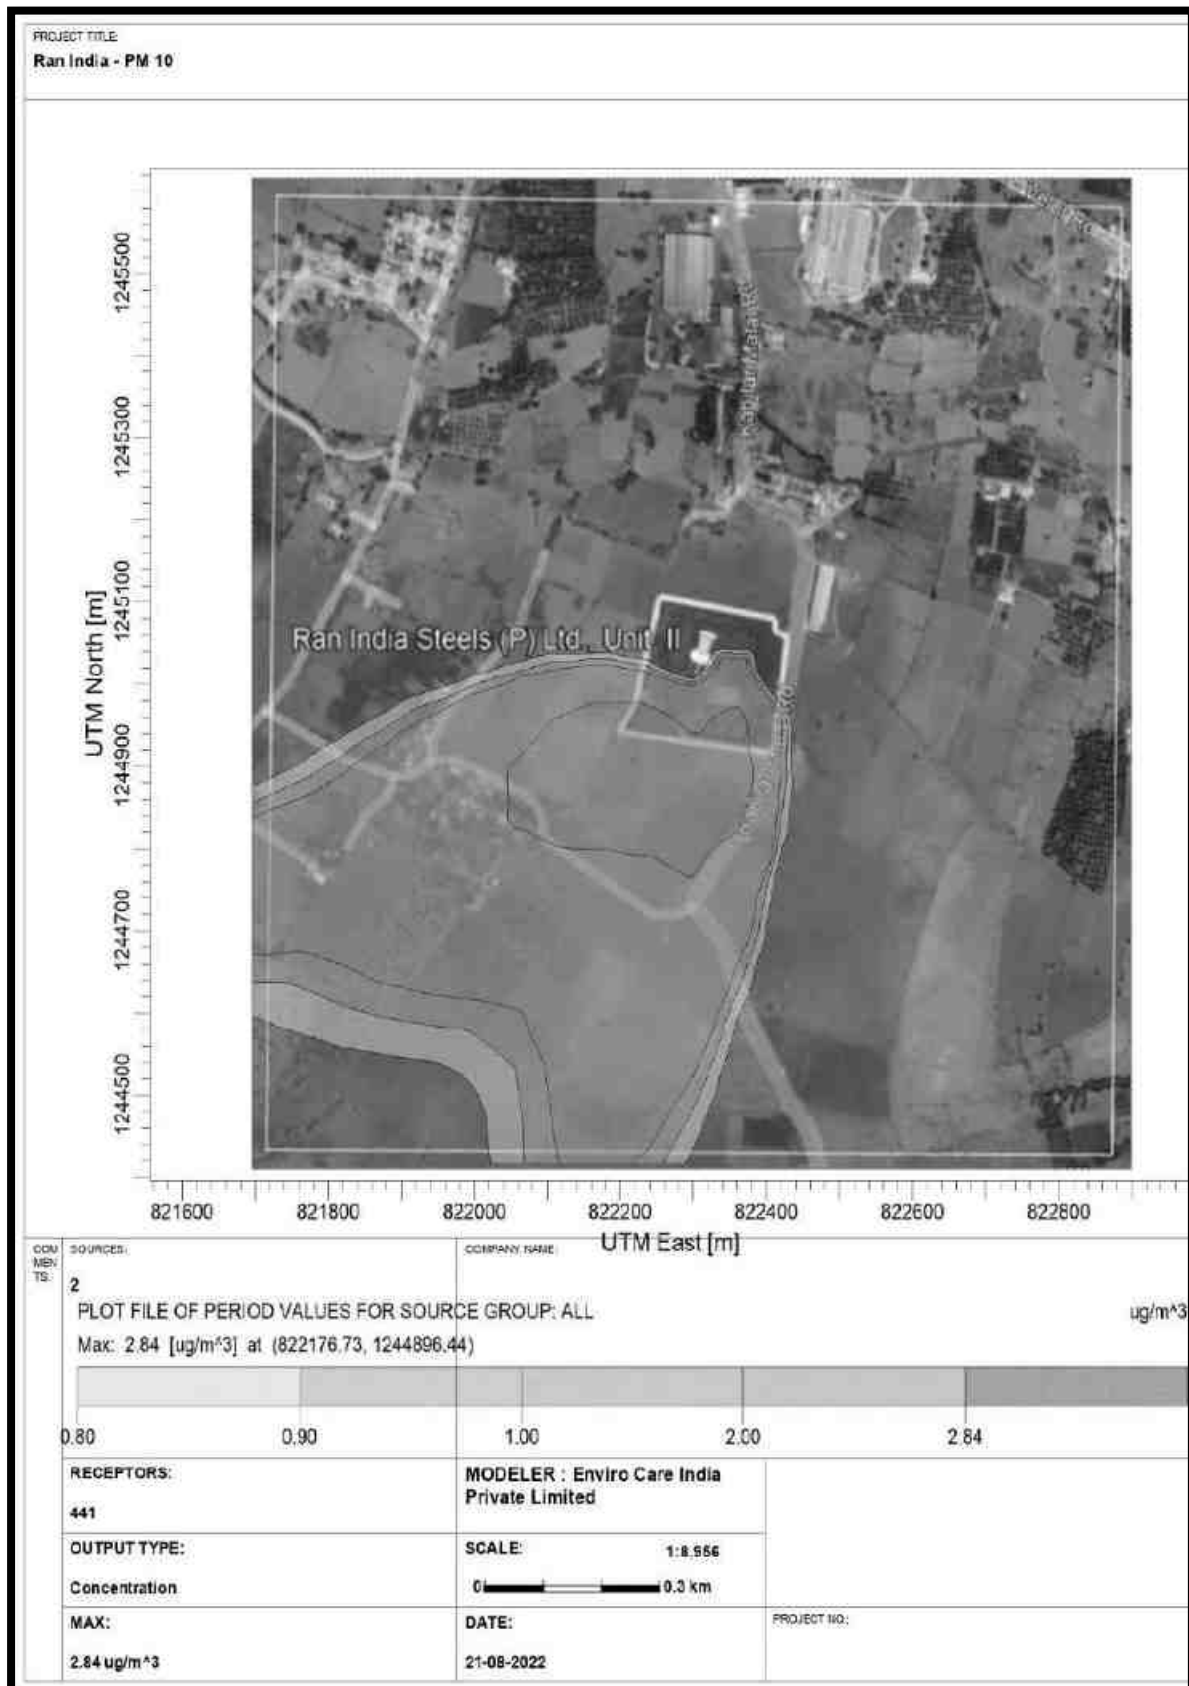 PROJECT TITLE:
Ran India - PM 10
UTM North [m]
1245500
1245300
1245100
1244900
1244700
1244500
Ran India Steels (P) Ltd., Unit II
821600 821800 822000 822200 822400 822600 822800
UTM East [m]
COMMENTS:
SOURCES:
2
COMPANY NAME:
PLOT FILE OF PERIOD VALUES FOR SOURCE GROUP: ALL
ug/m^3
Max: 2.84 [ug/m^3] at (822176.73, 1244896.44)
0.80 0.90 1.00 2.00 2.84
RECEPTORS:
441
MODELER : Enviro Care India
Private Limited
OUTPUT TYPE:
Concentration
SCALE: 1:8,956
0 0.3 km
MAX:
2.84 ug/m^3
DATE:
21-08-2022
PROJECT NO.: